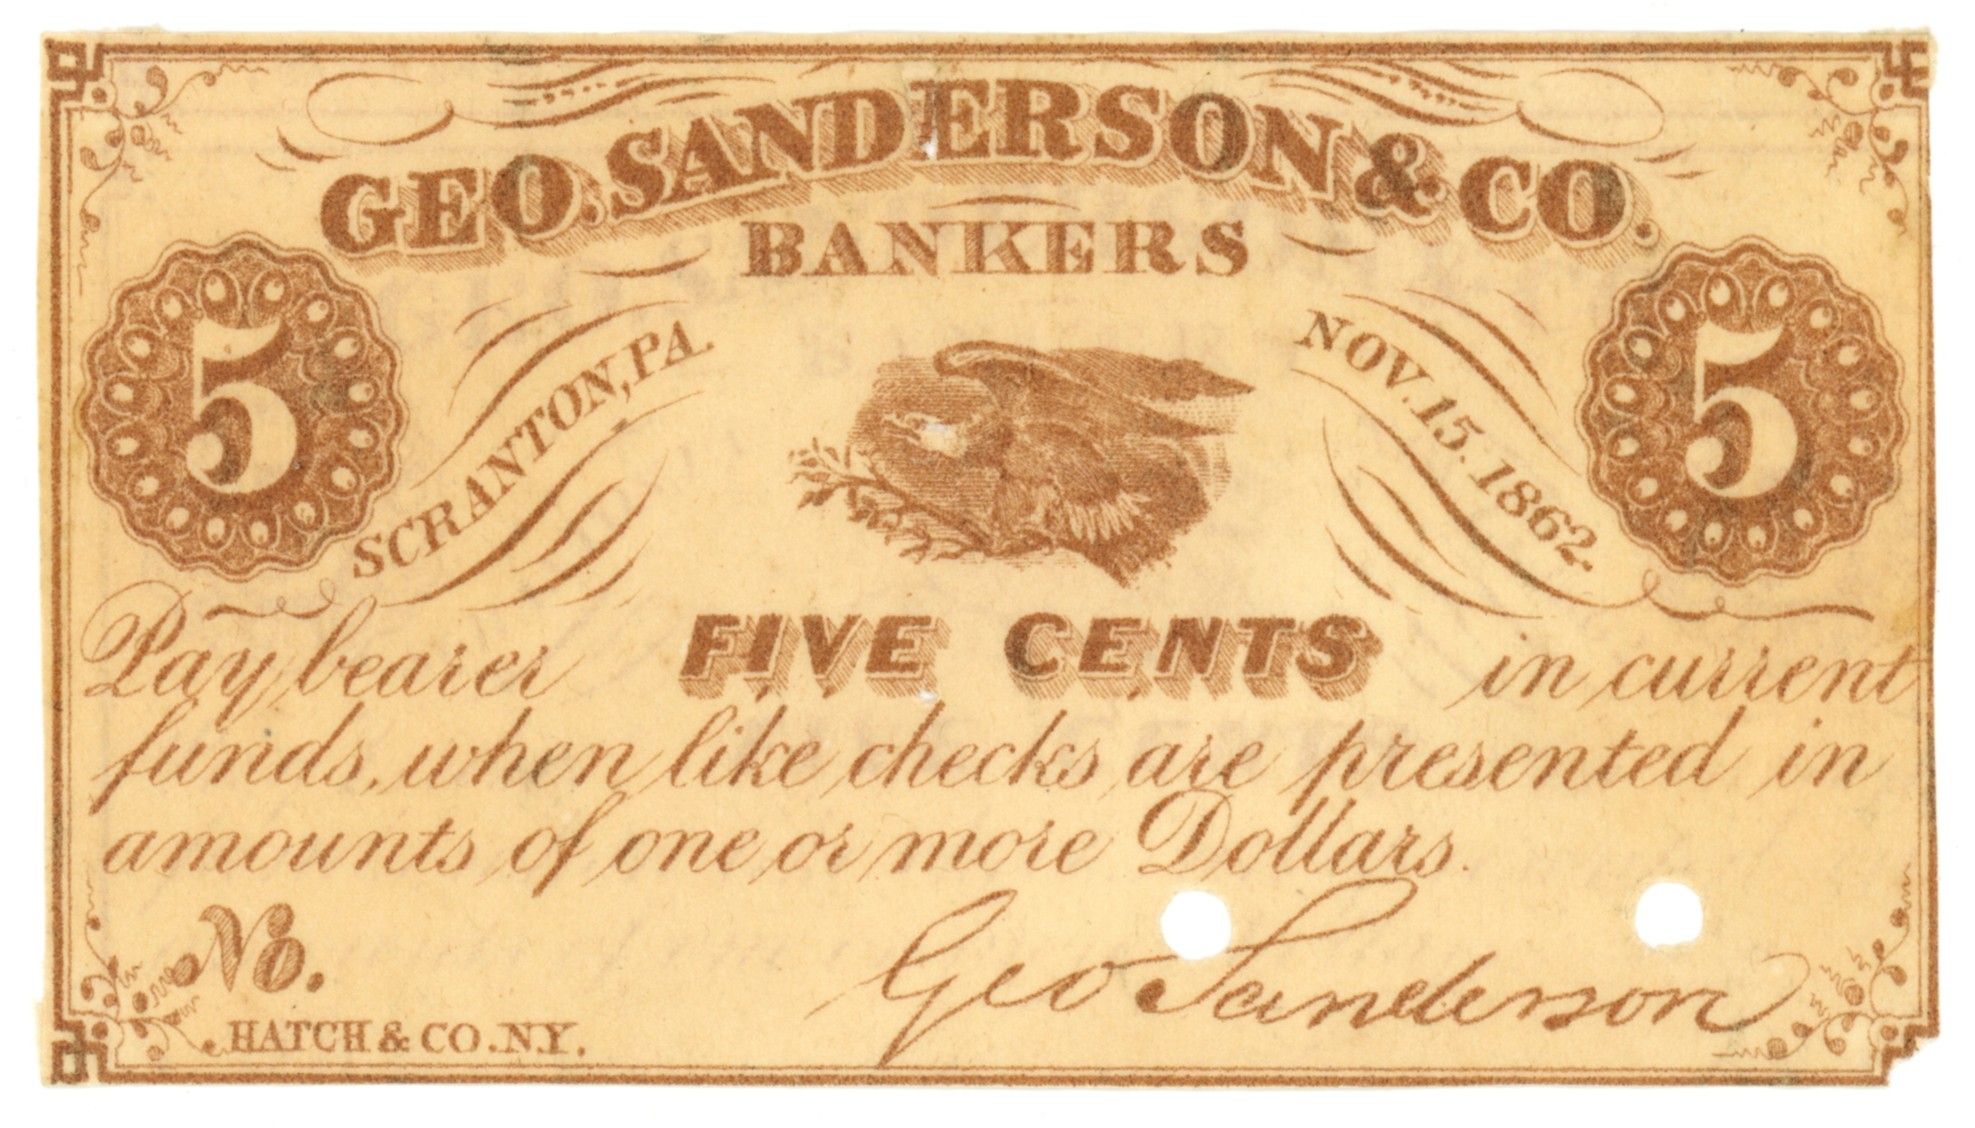 GEO. SANDERSON & CO.
BANKERS
5
SCRANTON, PA.
NOV. 15. 1862.
5
Pay bearer FIVE CENTS in current
funds, when like checks are presented in
amounts of one or more Dollars.
No.
Geo Sanderson
HATCH & CO. N.Y.